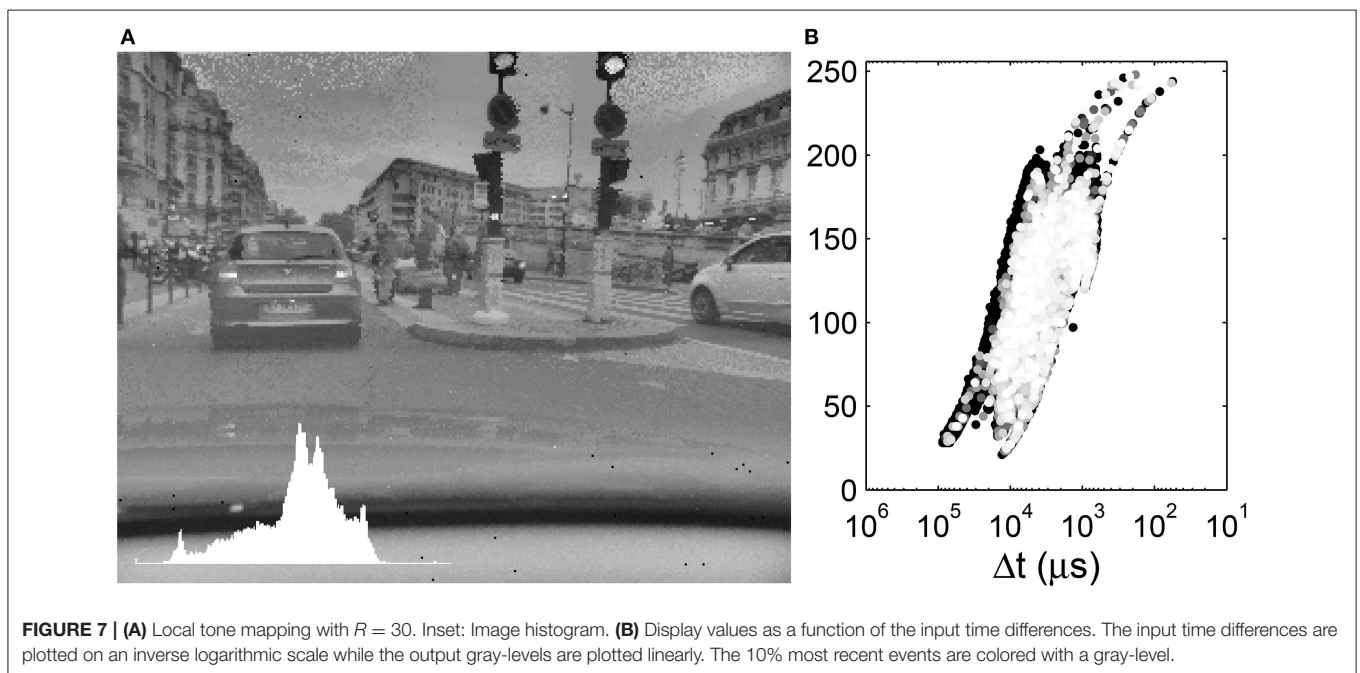 A
B
250
200
150
100
50
0
10^6 10^5 10^4 10^3 10^2 10^1
Δt (μs)
FIGURE 7 | (A) Local tone mapping with R = 30. Inset: Image histogram. (B) Display values as a function of the input time differences. The input time differences are
plotted on an inverse logarithmic scale while the output gray-levels are plotted linearly. The 10% most recent events are colored with a gray-level.